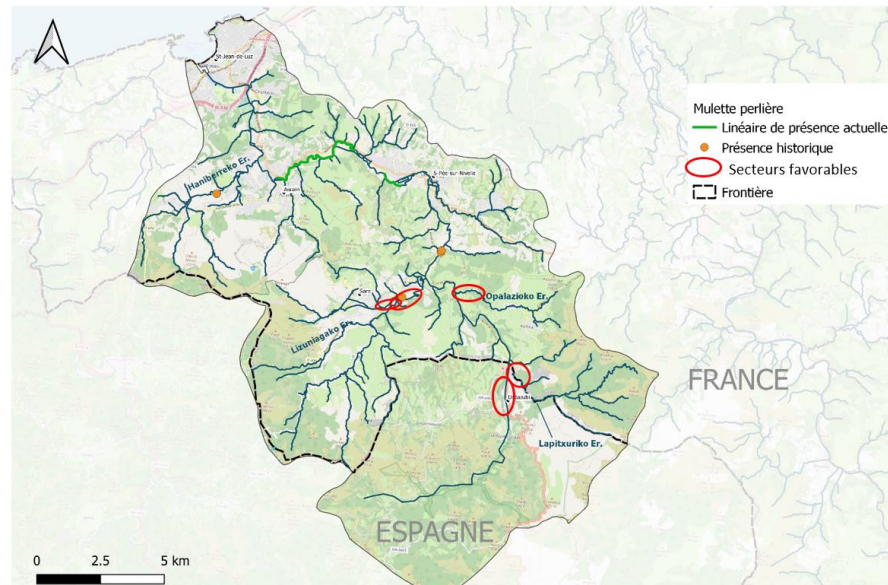 St-Jean-de-Luz
Mulette perlière
Linéaire de présence actuelle
Présence historique
Secteurs favorables
Frontière
Haniberreko Er.
Ascain
St-Pée-sur-Nivelle
Sare
Opalazioko Er.
Lizuniagako Er.
FRANCE
Lapitxuriko Er.
ESPAGNE
0 2.5 5 km